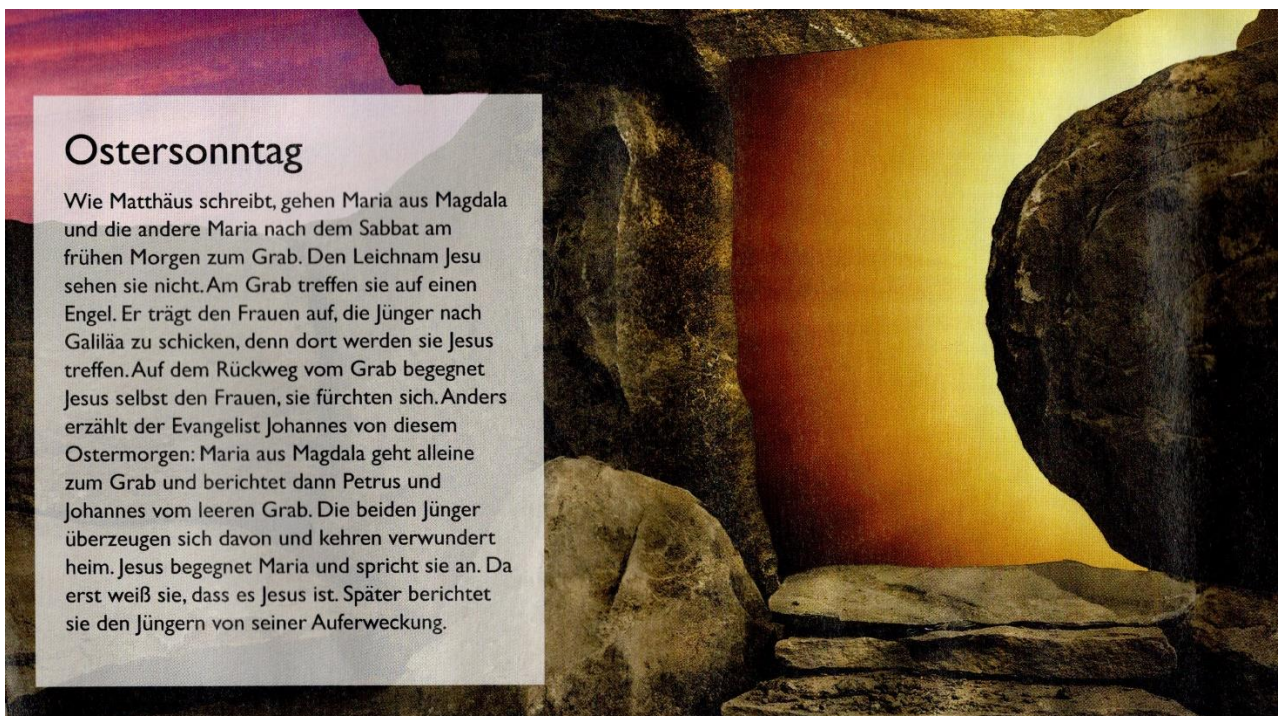 Ostersonntag
Wie Matthäus schreibt, gehen Maria aus Magdala
und die andere Maria nach dem Sabbat am
frühen Morgen zum Grab. Den Leichnam Jesu
sehen sie nicht. Am Grab treffen sie auf einen
Engel. Er trägt den Frauen auf, die Jünger nach
Galiläa zu schicken, denn dort werden sie Jesus
treffen. Auf dem Rückweg vom Grab begegnet
Jesus selbst den Frauen, sie fürchten sich. Anders
erzählt der Evangelist Johannes von diesem
Ostermorgen: Maria aus Magdala geht alleine
zum Grab und berichtet dann Petrus und
Johannes vom leeren Grab. Die beiden Jünger
überzeugen sich davon und kehren verwundert
heim. Jesus begegnet Maria und spricht sie an. Da
erst weiß sie, dass es Jesus ist. Später berichtet
sie den Jüngern von seiner Auferweckung.